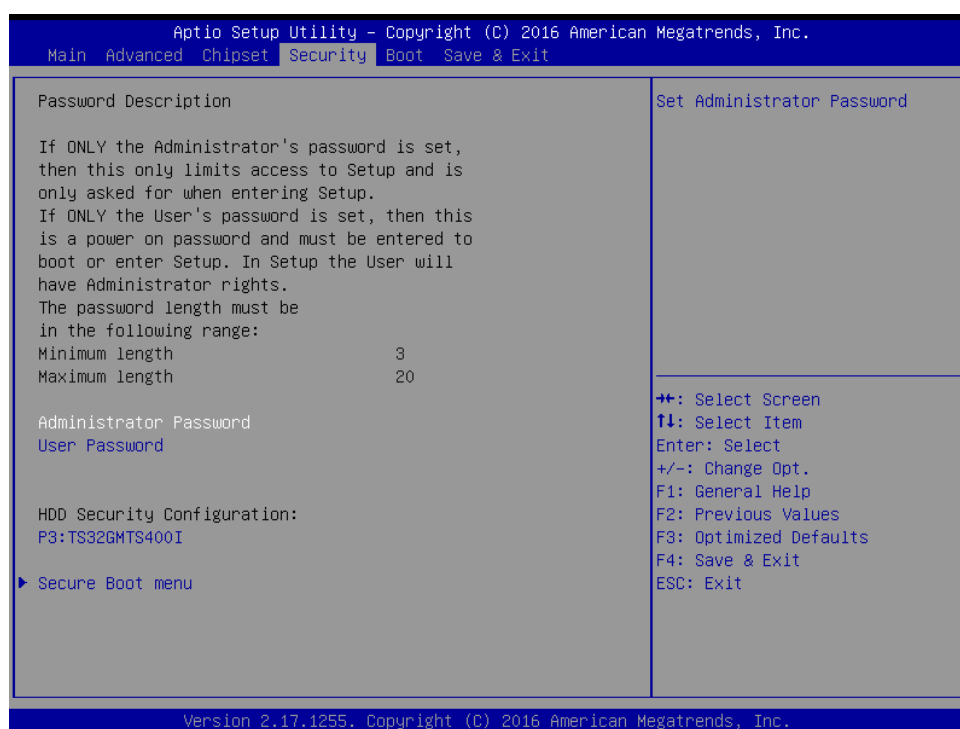 Aptio Setup Utility – Copyright (C) 2016 American Megatrends, Inc.
Main Advanced Chipset Security Boot Save & Exit
Password Description
If ONLY the Administrator's password is set,
then this only limits access to Setup and is
only asked for when entering Setup.
If ONLY the User's password is set, then this
is a power on password and must be entered to
boot or enter Setup. In Setup the User will
have Administrator rights.
The password length must be
in the following range:
Minimum length 3
Maximum length 20
Administrator Password
User Password
HDD Security Configuration:
P3:TS32GMTS400I
Secure Boot menu
Set Administrator Password
→←: Select Screen
↑↓: Select Item
Enter: Select
+/-: Change Opt.
F1: General Help
F2: Previous Values
F3: Optimized Defaults
F4: Save & Exit
ESC: Exit
Version 2.17.1255. Copyright (C) 2016 American Megatrends, Inc.